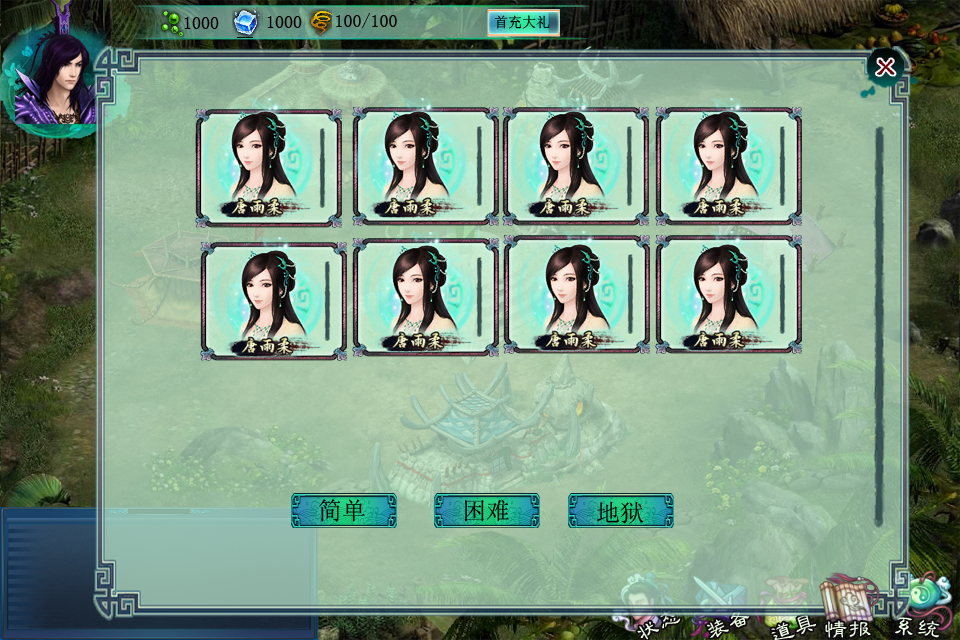 1000
1000
100/100
首充大礼
唐雨柔
唐雨柔
唐雨柔
唐雨柔
唐雨柔
唐雨柔
唐雨柔
唐雨柔
简单
困难
地狱
状态
装备
道具
情报
系统